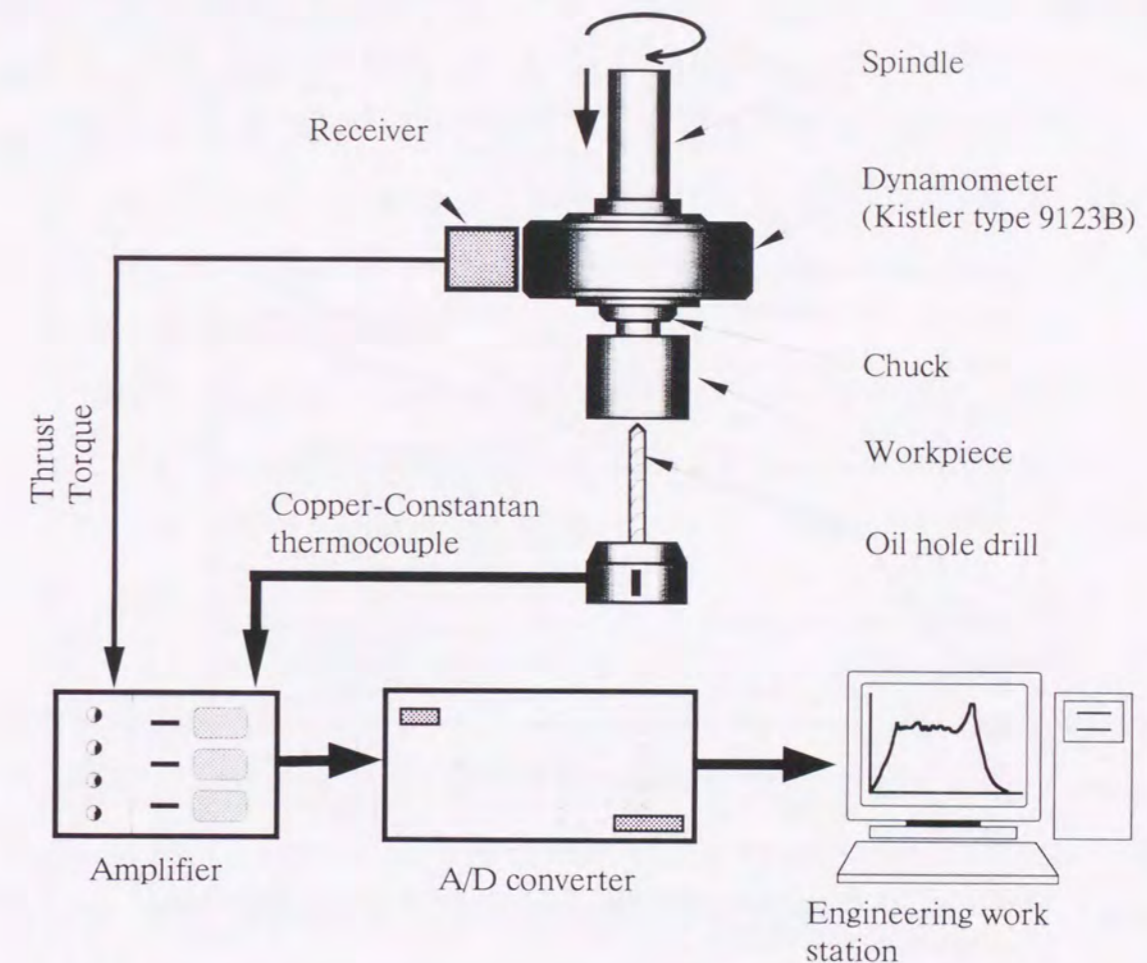 Spindle
Receiver
Dynamometer
(Kistler type 9123B)
Chuck
Thrust
Torque
Workpiece
Copper-Constantan
thermocouple
Oil hole drill
Amplifier
A/D converter
Engineering work
station